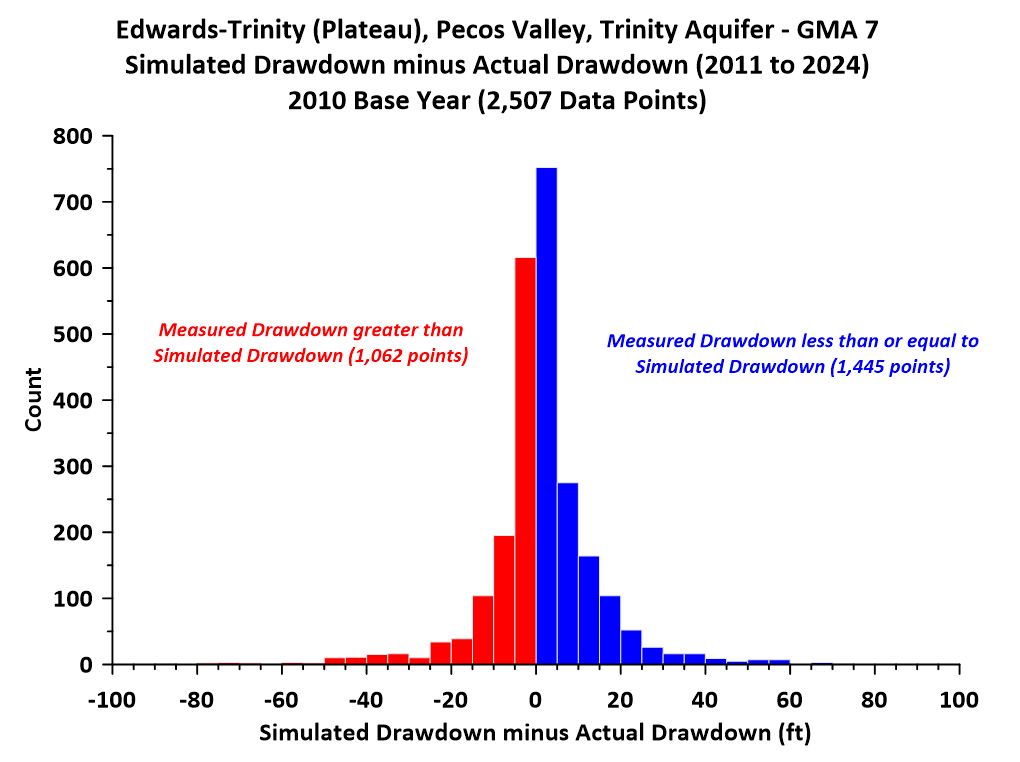 Edwards-Trinity (Plateau), Pecos Valley, Trinity Aquifer - GMA 7
Simulated Drawdown minus Actual Drawdown (2011 to 2024)
2010 Base Year (2,507 Data Points)
800
700
600
500
400
300
200
100
0
Count
Measured Drawdown greater than
Simulated Drawdown (1,062 points)
Measured Drawdown less than or equal to
Simulated Drawdown (1,445 points)
-100 -80 -60 -40 -20 0 20 40 60 80 100
Simulated Drawdown minus Actual Drawdown (ft)